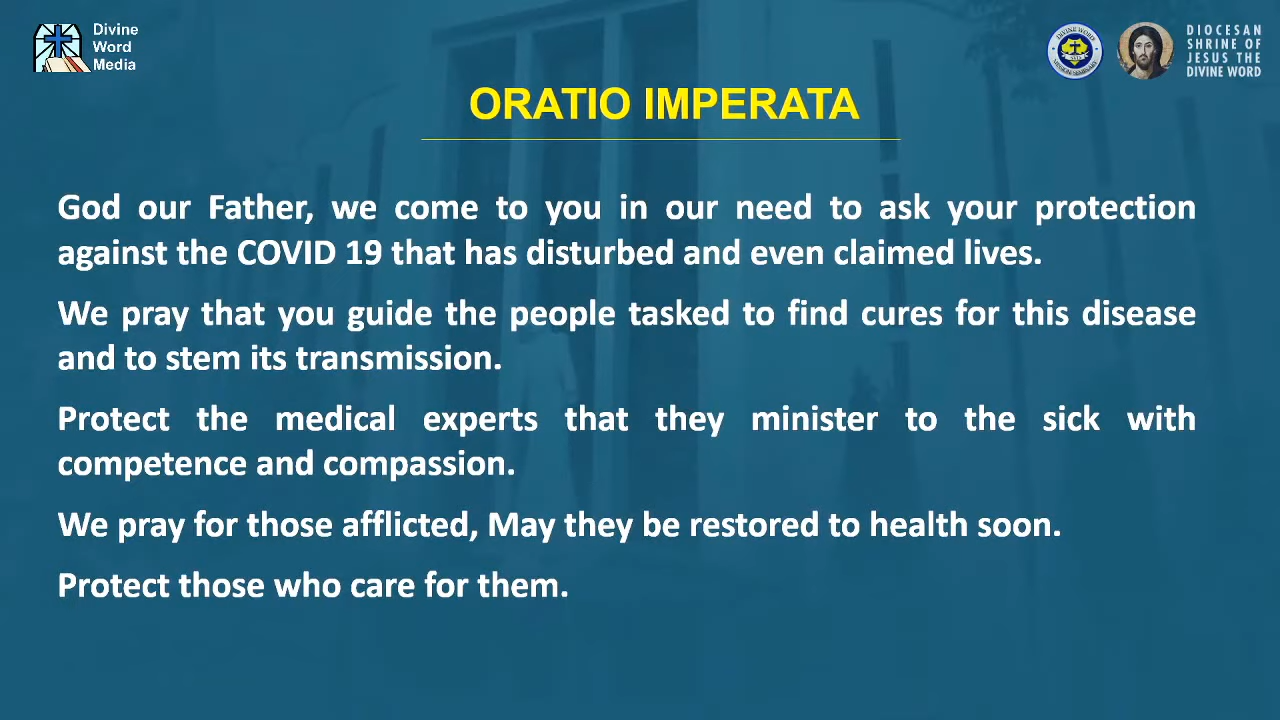 Divine
Word
Media
DIOCESAN
SHRINE OF
JESUS THE
DIVINE WORD
ORATIO IMPERATA
God our Father, we come to you in our need to ask your protection
against the COVID 19 that has disturbed and even claimed lives.
We pray that you guide the people tasked to find cures for this disease
and to stem its transmission.
Protect the medical experts that they minister to the sick with
competence and compassion.
We pray for those afflicted, May they be restored to health soon.
Protect those who care for them.